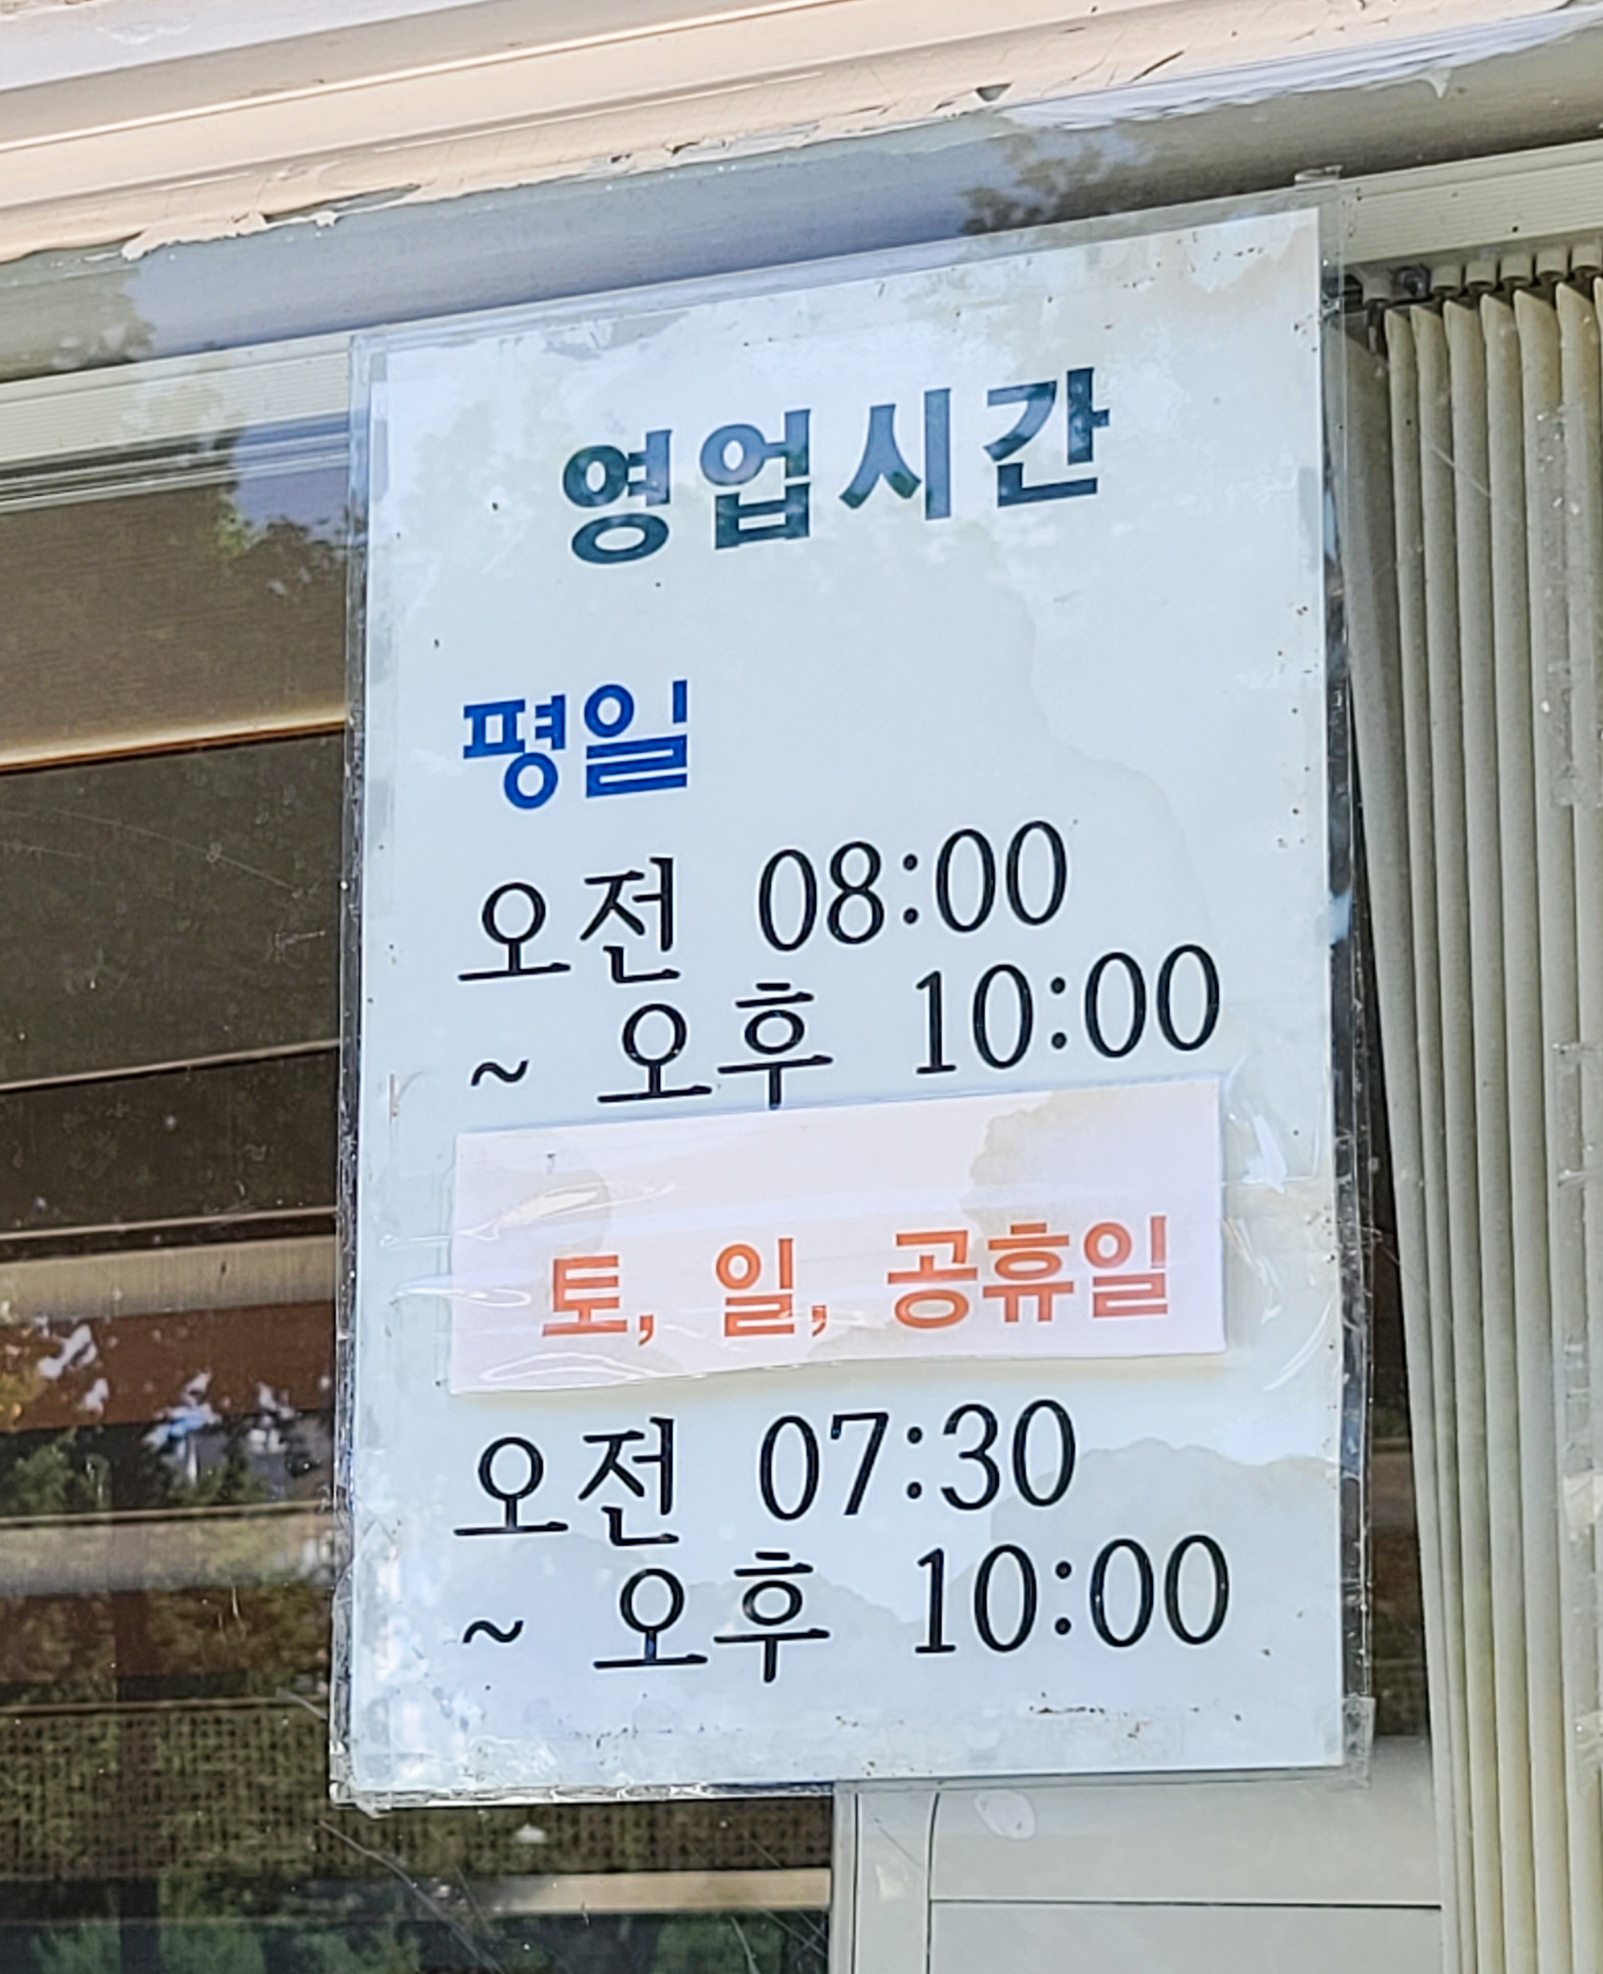 영업시간
평일
오전 08:00
~ 오후 10:00
토, 일, 공휴일
오전 07:30
~ 오후 10:00